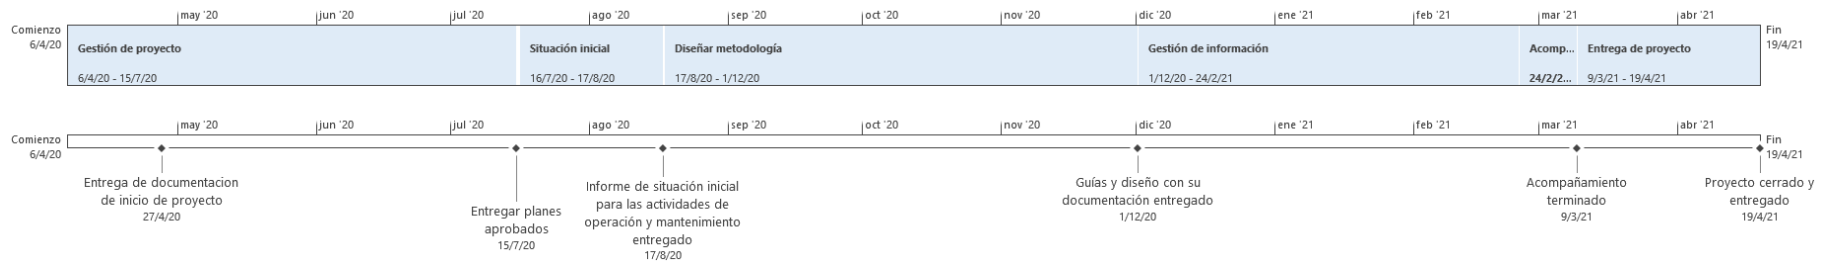 may '20 jun '20 jul '20 ago '20 sep '20 oct '20 nov '20 dic '20 ene '21 feb '21 mar '21 abr '21
Comienzo
6/4/20
Gestión de proyecto
6/4/20 - 15/7/20
Situación inicial
16/7/20 - 17/8/20
Diseñar metodología
17/8/20 - 1/12/20
Gestión de información
1/12/20 - 24/2/21
Acomp...
24/2/2...
Entrega de proyecto
9/3/21 - 19/4/21
Fin
19/4/21
may '20 jun '20 jul '20 ago '20 sep '20 oct '20 nov '20 dic '20 ene '21 feb '21 mar '21 abr '21
Comienzo
6/4/20
Fin
19/4/21
Entrega de documentacion
de inicio de proyecto
27/4/20
Entregar planes
aprobados
15/7/20
Informe de situación inicial
para las actividades de
operación y mantenimiento
entregado
17/8/20
Guías y diseño con su
documentación entregado
1/12/20
Acompañamiento
terminado
9/3/21
Proyecto cerrado y
entregado
19/4/21